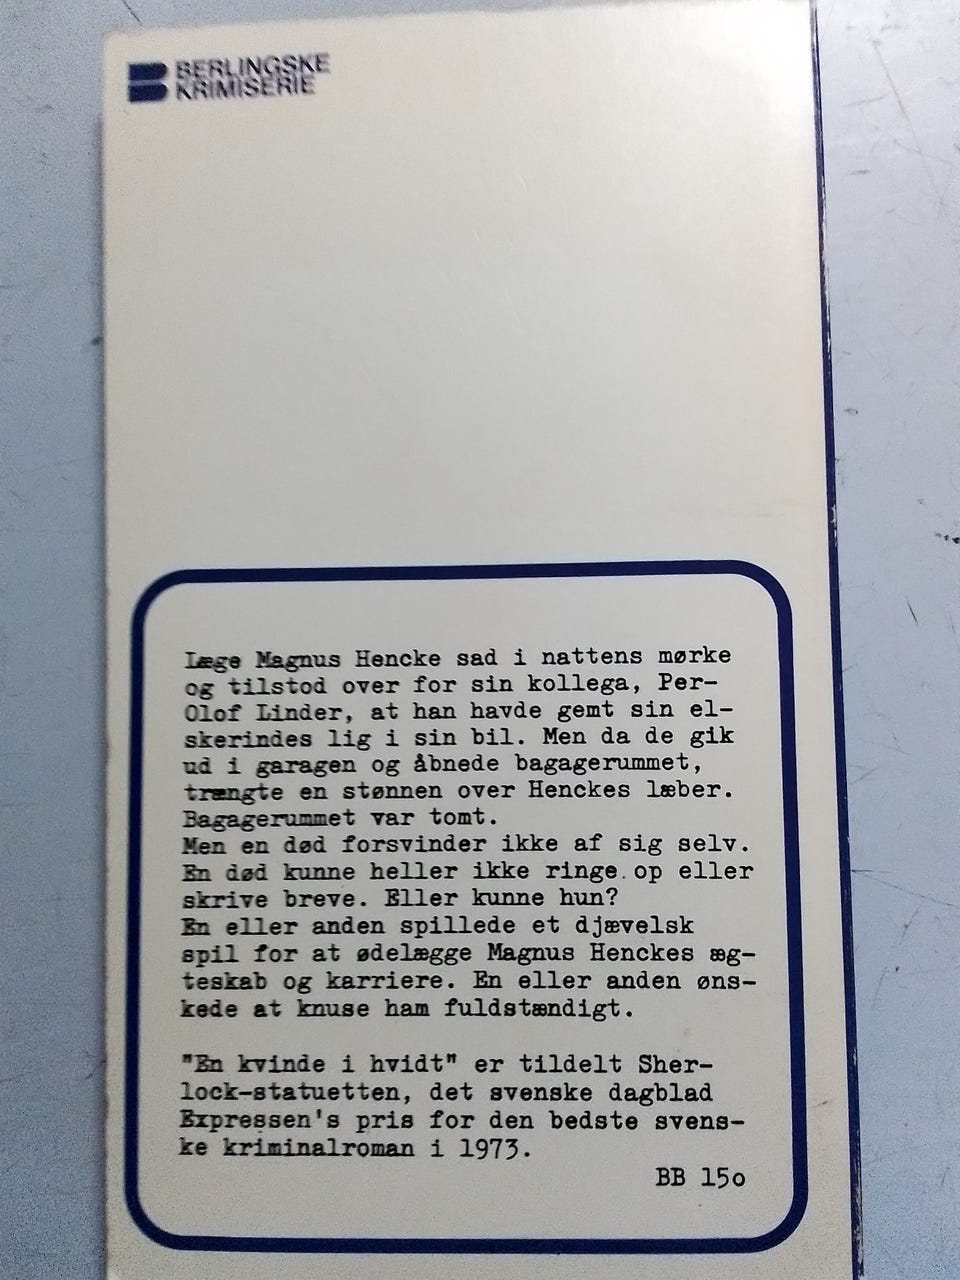 BERLINGSKE
KRIMISERIE
Læge Magnus Hencke sad i nattens mørke
og tilstod over for sin kollega, Per-
Olof Linder, at han havde gemt sin el-
skerindes lig i sin bil. Men da de gik
ud i garagen og åbnede bagagerummet,
trængte en stønnen over Henckes læber.
Bagagerummet var tomt.
Men en død forsvinder ikke af sig selv.
En død kunne heller ikke ringe op eller
skrive breve. Eller kunne hun?
En eller anden spillede et djævelsk
spil for at ødelægge Magnus Henckes æg-
teskab og karriere. En eller anden øns-
kede at knuse ham fuldstændigt.
"En kvinde i hvidt" er tildelt Sher-
lock-statuetten, det svenske dagblad
Expressen's pris for den bedste svens-
ke kriminalroman i 1973.
BB 15o